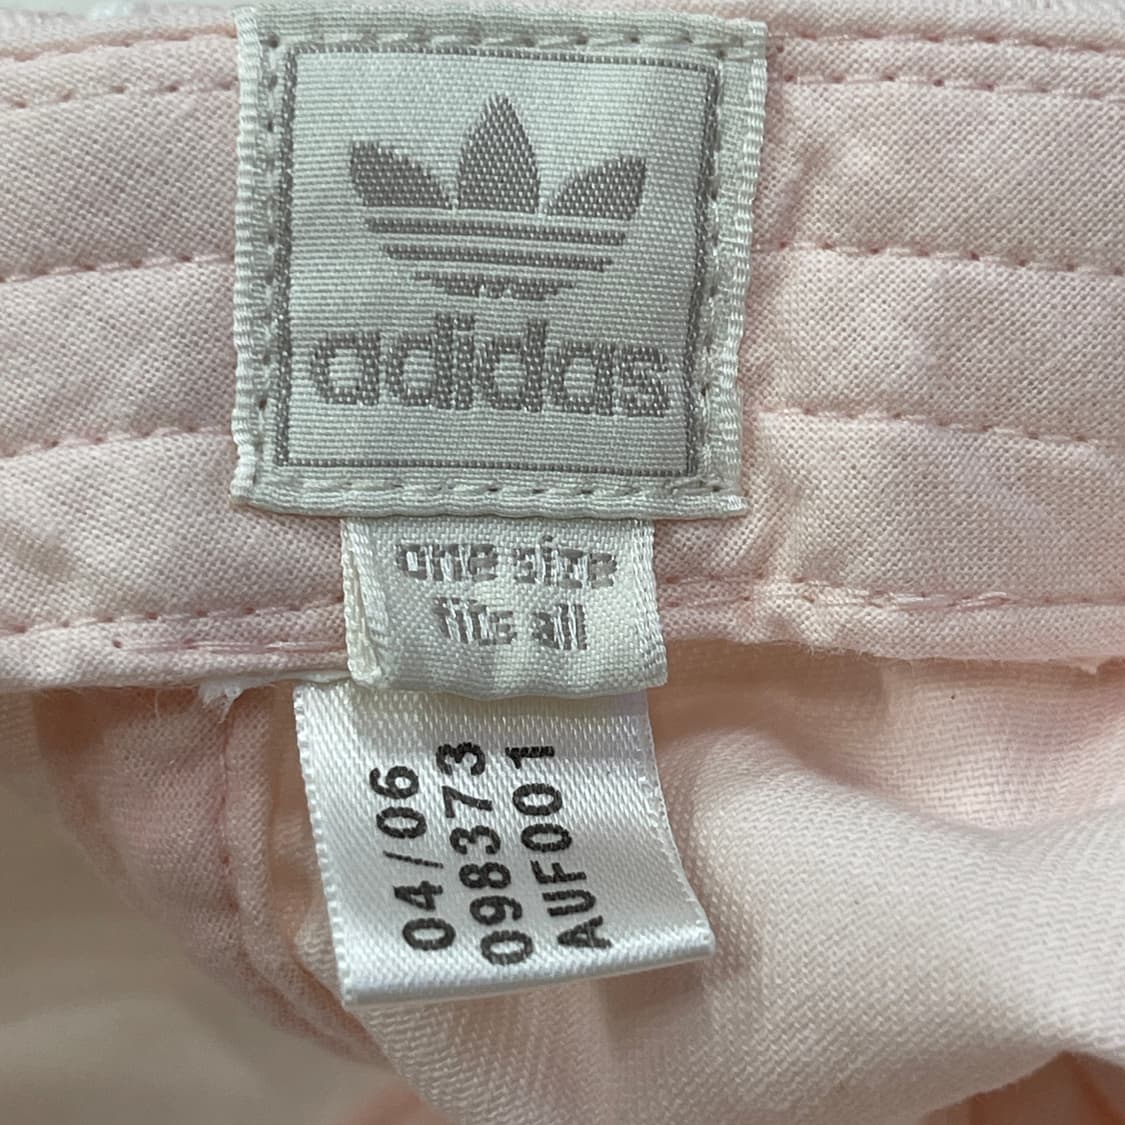 adidas
one size
fits all
04/06
098373
AUF001